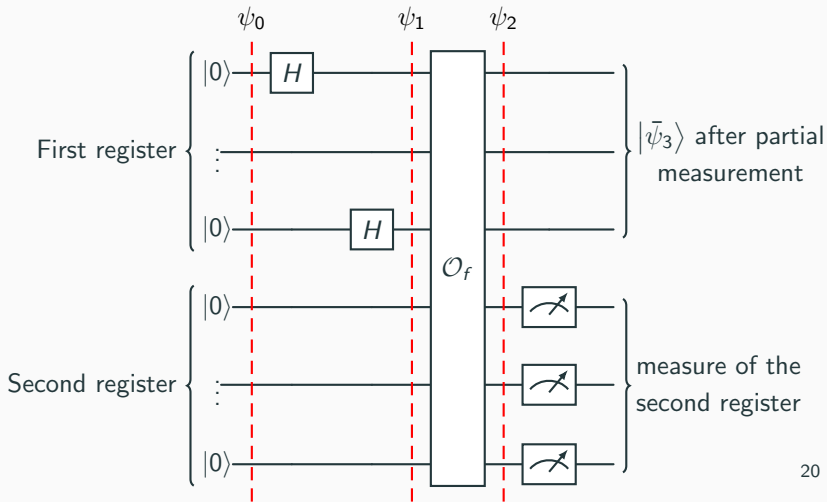 ψ₀ ψ₁ ψ₂
|0⟩ H
First register ⋮
|ψ̄₃⟩ after partial
measurement
|0⟩ H
𝒪_f
|0⟩
Second register ⋮
measure of the
second register
|0⟩
20